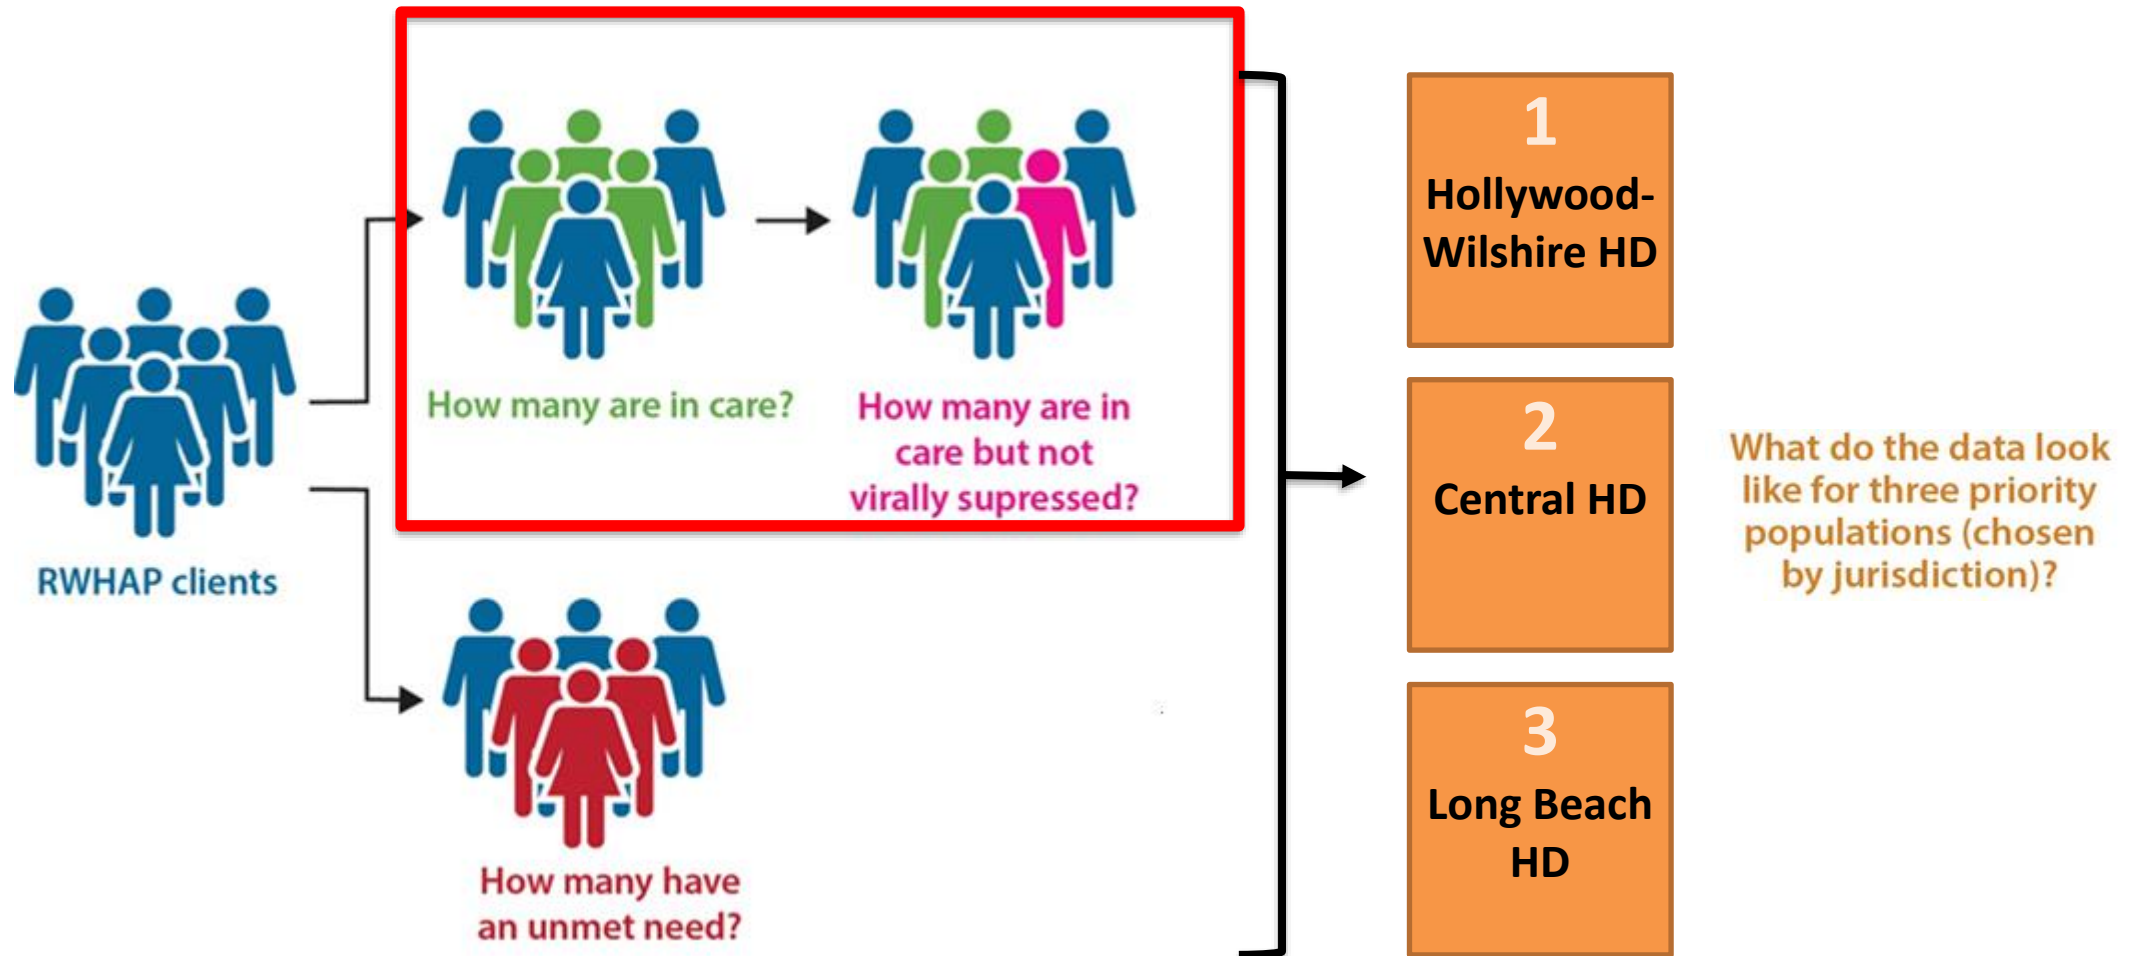 RWHAP clients
How many are in care?
How many are in
care but not
virally supressed?
How many have
an unmet need?
1
Hollywood-
Wilshire HD
2
Central HD
3
Long Beach
HD
What do the data look
like for three priority
populations (chosen
by jurisdiction)?